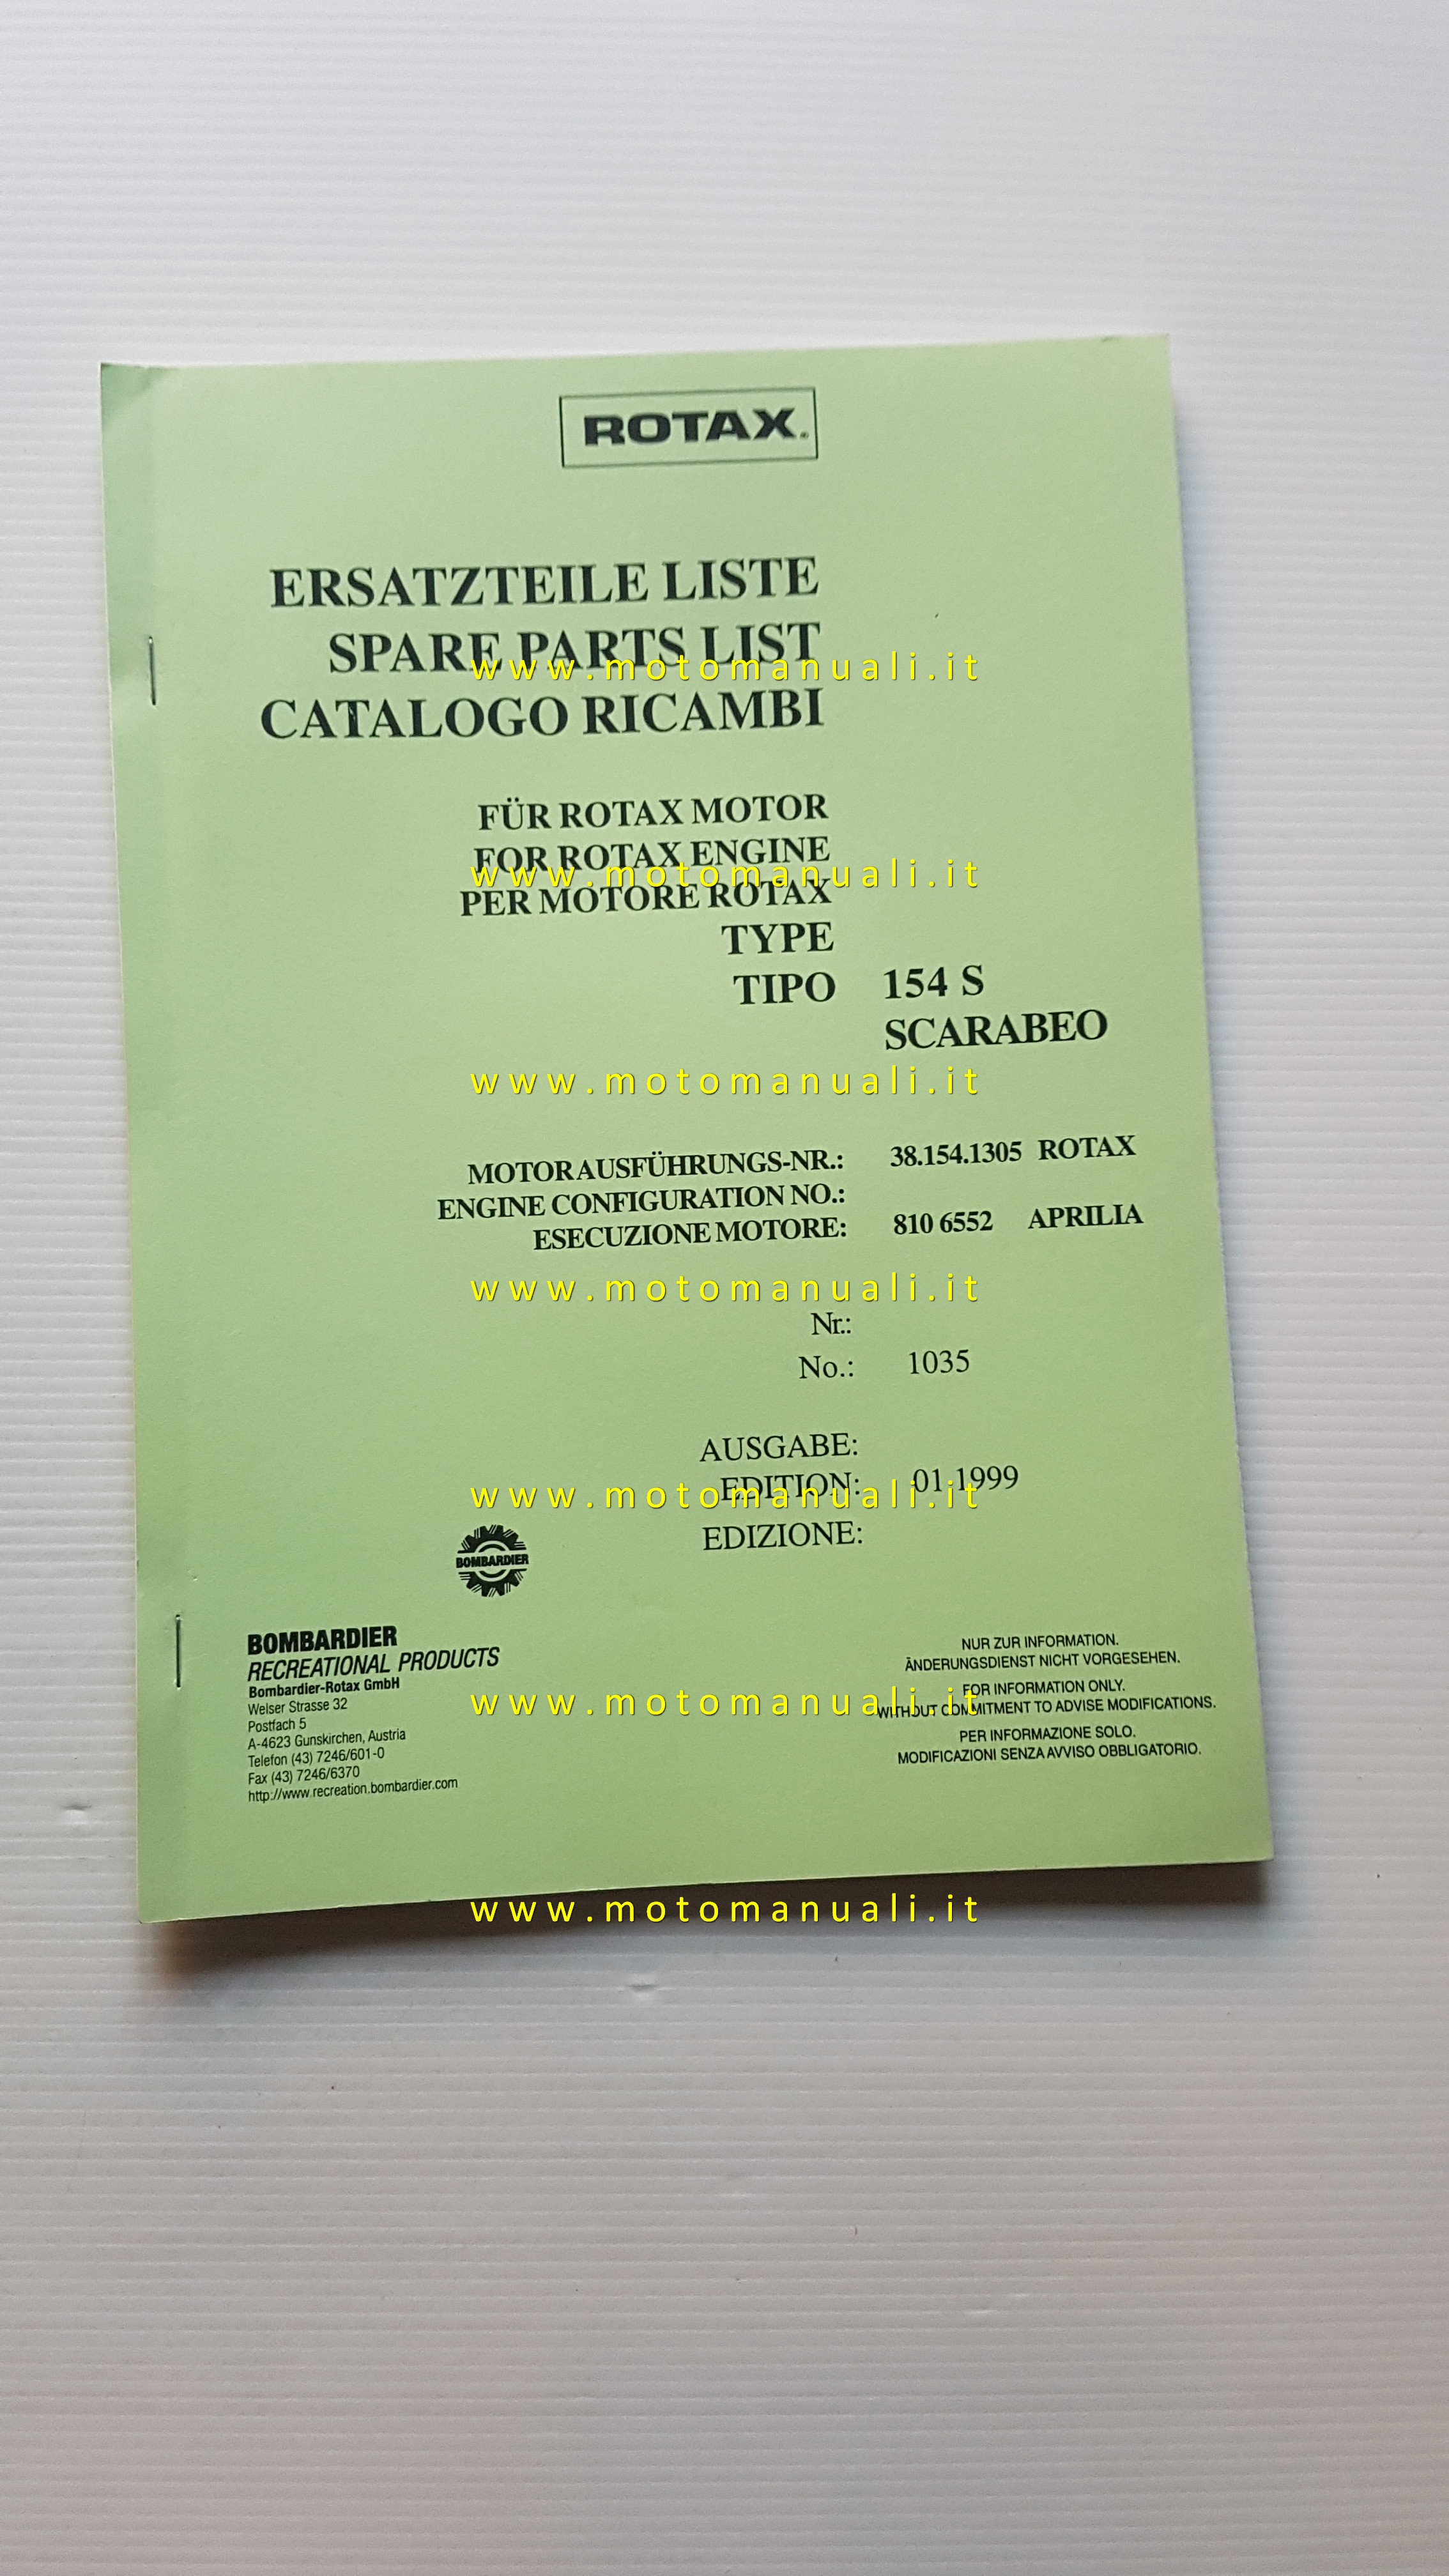 ROTAX
ERSATZTEILE LISTE
SPARE PARTS LIST
www.motomanuali.it
CATALOGO RICAMBI
FÜR ROTAX MOTOR
FOR ROTAX ENGINE
www.motomanuali.it
PER MOTORE ROTAX
TYPE
TIPO 154 S
SCARABEO
www.motomanuali.it
MOTORAUSFÜHRUNGS-NR.: 38.154.1305 ROTAX
ENGINE CONFIGURATION NO.:
ESECUZIONE MOTORE: 810 6552 APRILIA
www.motomanuali.it
Nr.:
No.: 1035
AUSGABE:
EDITION: 01 1999
www.motomanuali.it
EDIZIONE:
BOMBARDIER
BOMBARDIER
RECREATIONAL PRODUCTS
Bombardier-Rotax GmbH
Welser Strasse 32
Postfach 5
A-4623 Gunskirchen, Austria
Telefon (43) 7246/601-0
Fax (43) 7246/6370
http://www.recreation.bombardier.com
NUR ZUR INFORMATION.
ÄNDERUNGSDIENST NICHT VORGESEHEN.
FOR INFORMATION ONLY.
www.motomanuali.it
WITHOUT COMMITMENT TO ADVISE MODIFICATIONS.
PER INFORMAZIONE SOLO.
MODIFICAZIONI SENZA AVVISO OBBLIGATORIO.
www.motomanuali.it